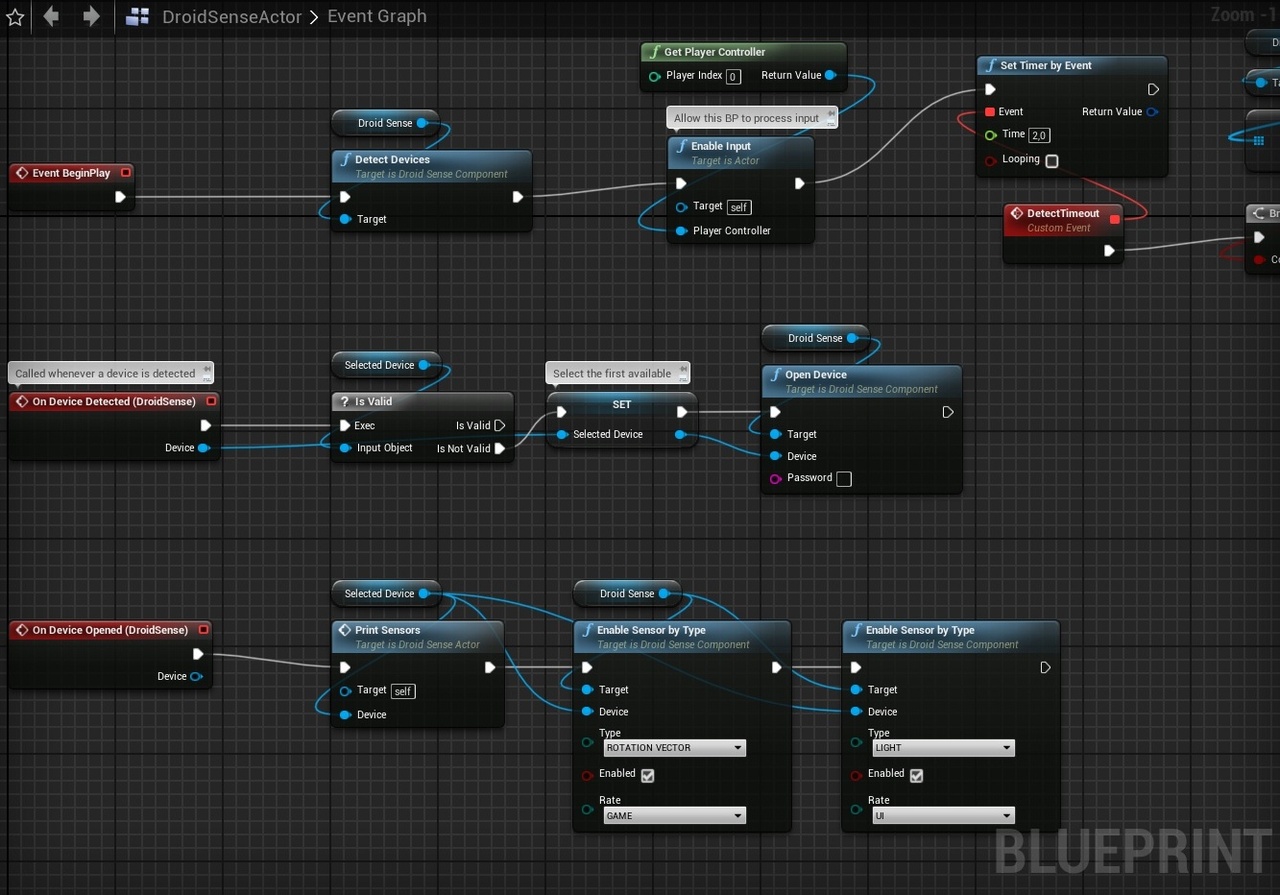 DroidSenseActor > Event Graph
Zoom -1
Get Player Controller
Player Index 0 Return Value
Set Timer by Event
Event Return Value
Time 2,0
Looping
Allow this BP to process input
Droid Sense
Enable Input
Target is Actor
Target self
Player Controller
Detect Devices
Target is Droid Sense Component
Target
Event BeginPlay
DetectTimeout
Custom Event
Called whenever a device is detected
On Device Detected (DroidSense)
Device
Selected Device
Is Valid
Exec Is Valid
Input Object Is Not Valid
Select the first available
SET
Selected Device
Droid Sense
Open Device
Target is Droid Sense Component
Target
Device
Password
On Device Opened (DroidSense)
Device
Selected Device
Print Sensors
Target is Droid Sense Actor
Target self
Device
Droid Sense
Enable Sensor by Type
Target is Droid Sense Component
Target
Device
Type
ROTATION VECTOR
Enabled
Rate
GAME
Enable Sensor by Type
Target is Droid Sense Component
Target
Device
Type
LIGHT
Enabled
Rate
UI
BLUEPRINT